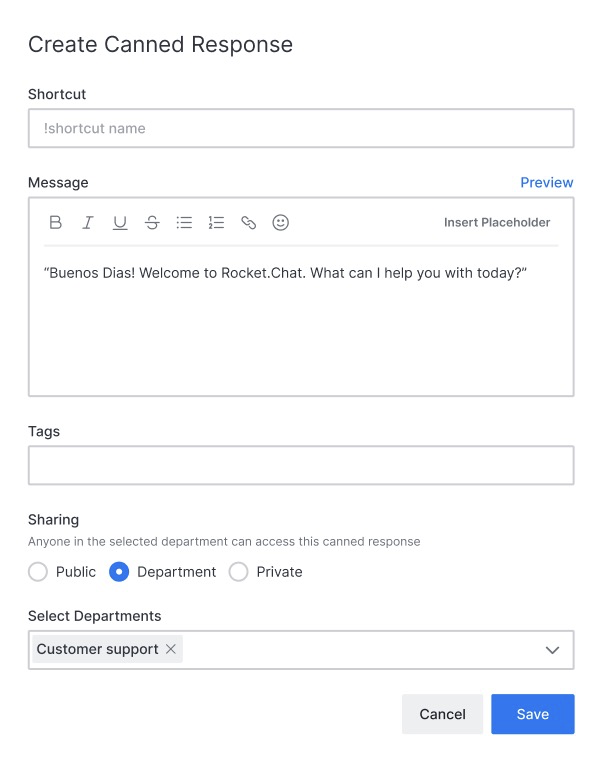 Create Canned Response
Shortcut
!shortcut name
Message Preview
B I U S Insert Placeholder
“Buenos Dias! Welcome to Rocket.Chat. What can I help you with today?”
Tags
Sharing
Anyone in the selected department can access this canned response
Public Department Private
Select Departments
Customer support
Cancel Save